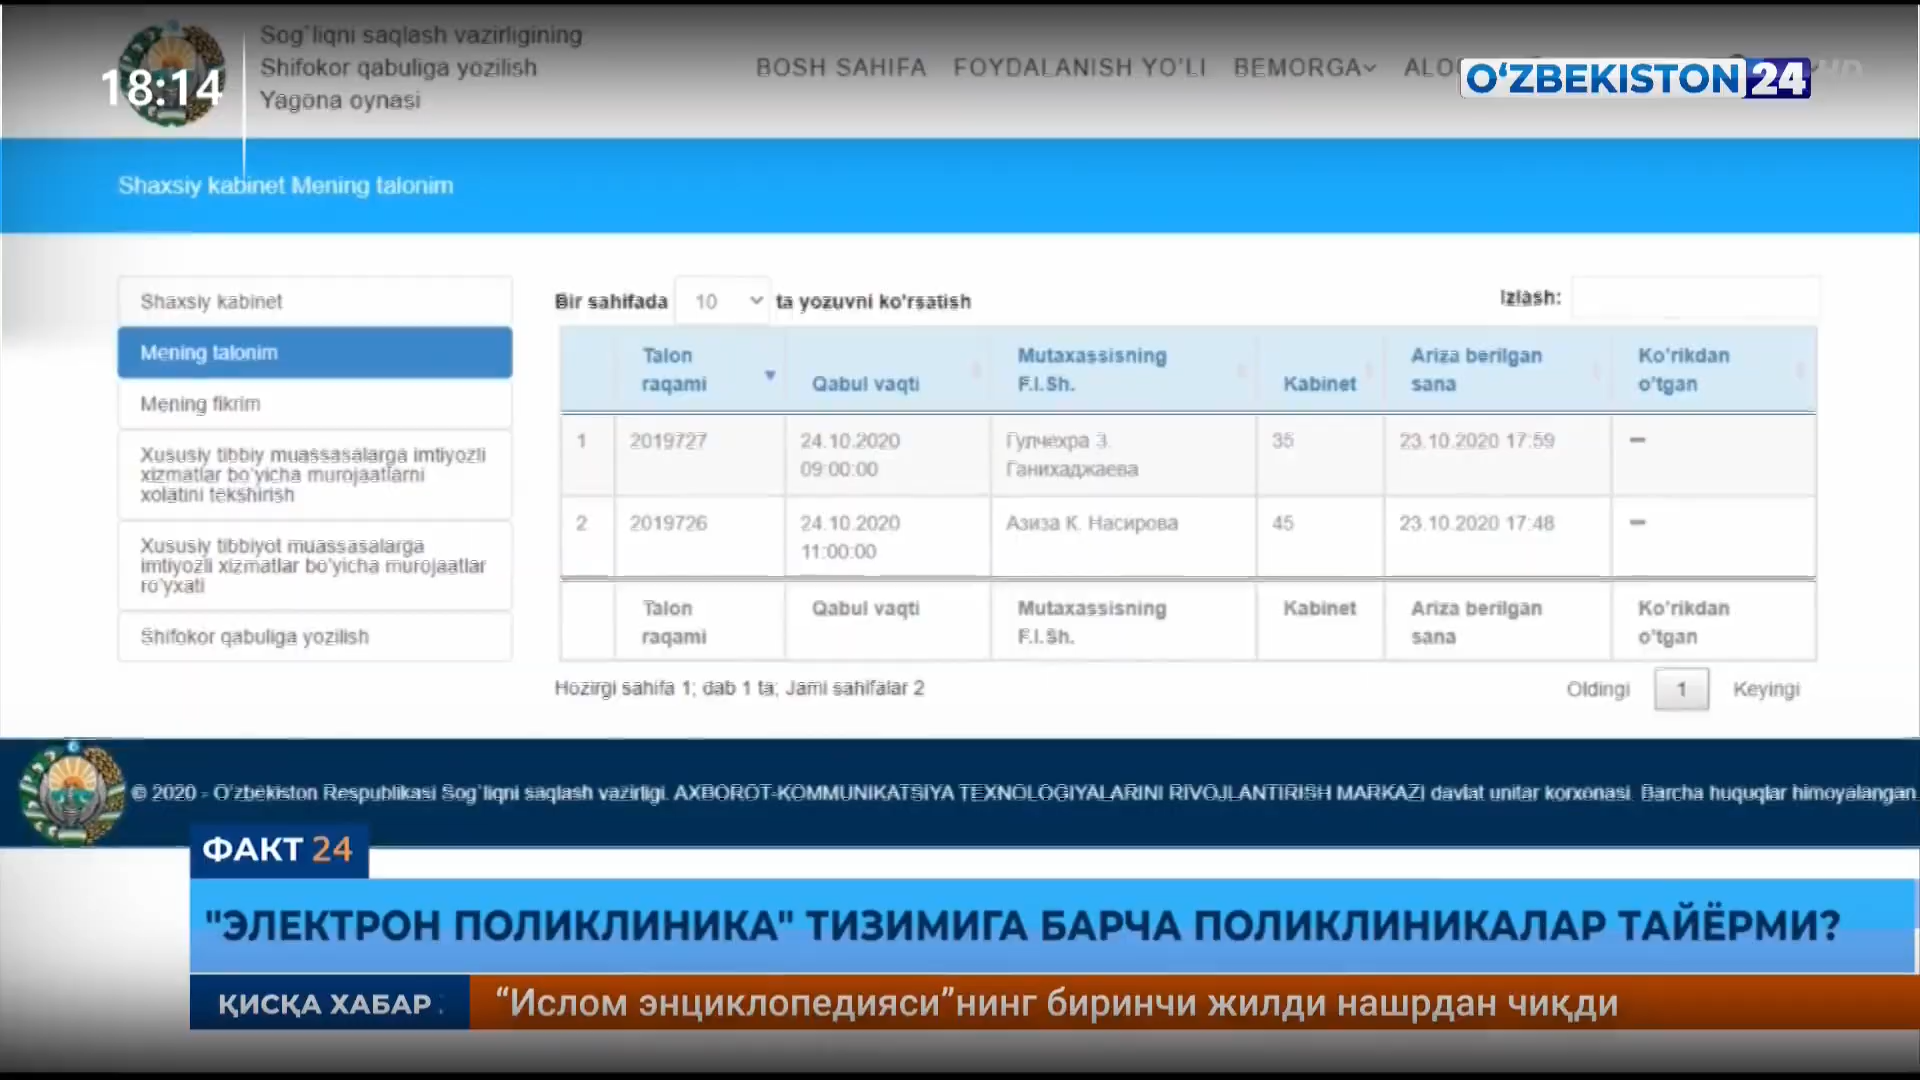 Sog`liqni saqlash vazirligining
Shifokor qabuliga yozilish
Yagona oynasi
18:14
BOSH SAHIFA FOYDALANISH YO'LI BEMORGA
O‘ZBEKISTON 24
Shaxsiy kabinet Mening talonim
Shaxsiy kabinet
Mening talonim
Mening fikrim
Xususiy tibbiy muassasalarga imtiyozli
xizmatlar bo'yicha murojaatlarni
xolatini tekshirish
Xususiy tibbiyot muassasalarga
imtiyozli xizmatlar bo'yicha murojaatlar
ro'yxati
Shifokor qabuliga yozilish
Bir sahifada 10 ta yozuvni ko'rsatish
Izlash:
Talon raqami Qabul vaqti Mutaxassisning F.I.Sh. Kabinet Ariza berilgan sana Ko'rikdan o'tgan
1 2019727 24.10.2020 09:00:00 Гулчехра З. Ганихаджаева 35 23.10.2020 17:59 –
2 2019726 24.10.2020 11:00:00 Азиза К. Насирова 45 23.10.2020 17:48 –
Talon raqami Qabul vaqti Mutaxassisning F.I.Sh. Kabinet Ariza berilgan sana Ko'rikdan o'tgan
Hozirgi sahifa 1; dab 1 ta; Jami sahifalar 2
Oldingi 1 Keyingi
© 2020 - O'zbekiston Respublikasi Sog`liqni saqlash vazirligi. AXBOROT-KOMMUNIKATSIYA TEXNOLOGIYALARINI RIVOJLANTIRISH MARKAZI davlat unitar korxonasi. Barcha huquqlar himoyalangan.
ФАКТ 24
"ЭЛЕКТРОН ПОЛИКЛИНИКА" ТИЗИМИГА БАРЧА ПОЛИКЛИНИКАЛАР ТАЙЁРМИ?
ҚИСҚА ХАБАР
“Ислом энциклопедияси”нинг биринчи жилди нашрдан чиқди